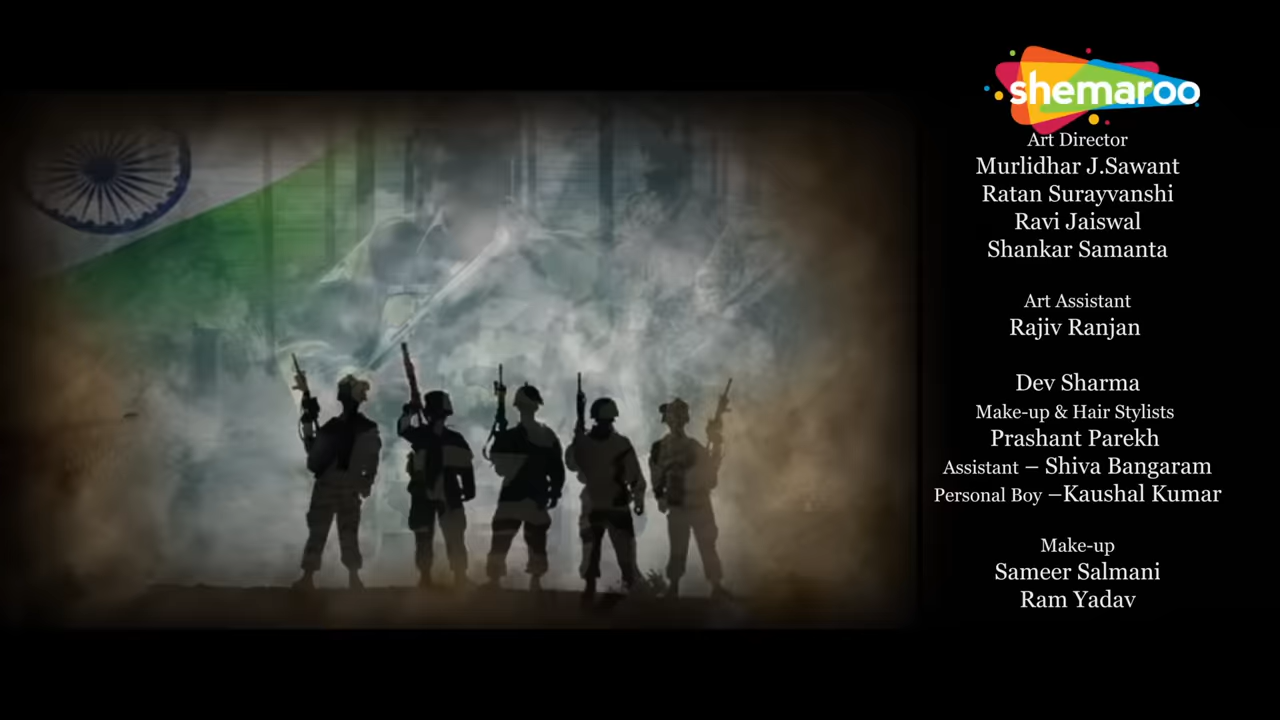 shemaroo
Art Director
Murlidhar J.Sawant
Ratan Surayvanshi
Ravi Jaiswal
Shankar Samanta
Art Assistant
Rajiv Ranjan
Dev Sharma
Make-up & Hair Stylists
Prashant Parekh
Assistant – Shiva Bangaram
Personal Boy –Kaushal Kumar
Make-up
Sameer Salmani
Ram Yadav